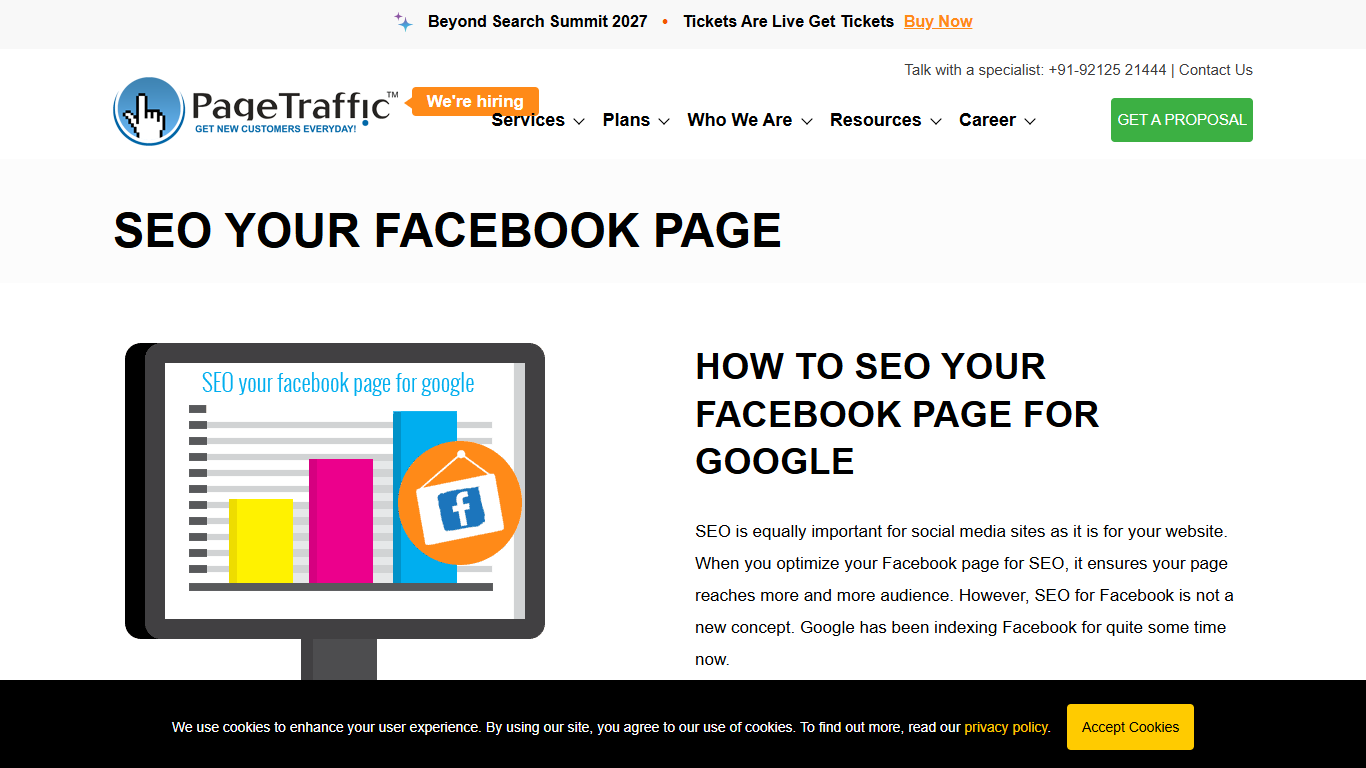 Beyond Search Summit 2027 • Tickets Are Live Get Tickets Buy Now
Talk with a specialist: +91-92125 21444 | Contact Us
PageTraffic™
GET NEW CUSTOMERS EVERYDAY!
We're hiring
Services Plans Who We Are Resources Career
GET A PROPOSAL
SEO YOUR FACEBOOK PAGE
SEO your facebook page for google
f
HOW TO SEO YOUR
FACEBOOK PAGE FOR
GOOGLE
SEO is equally important for social media sites as it is for your website.
When you optimize your Facebook page for SEO, it ensures your page
reaches more and more audience. However, SEO for Facebook is not a
new concept. Google has been indexing Facebook for quite some time
now.
We use cookies to enhance your user experience. By using our site, you agree to our use of cookies. To find out more, read our privacy policy.
Accept Cookies